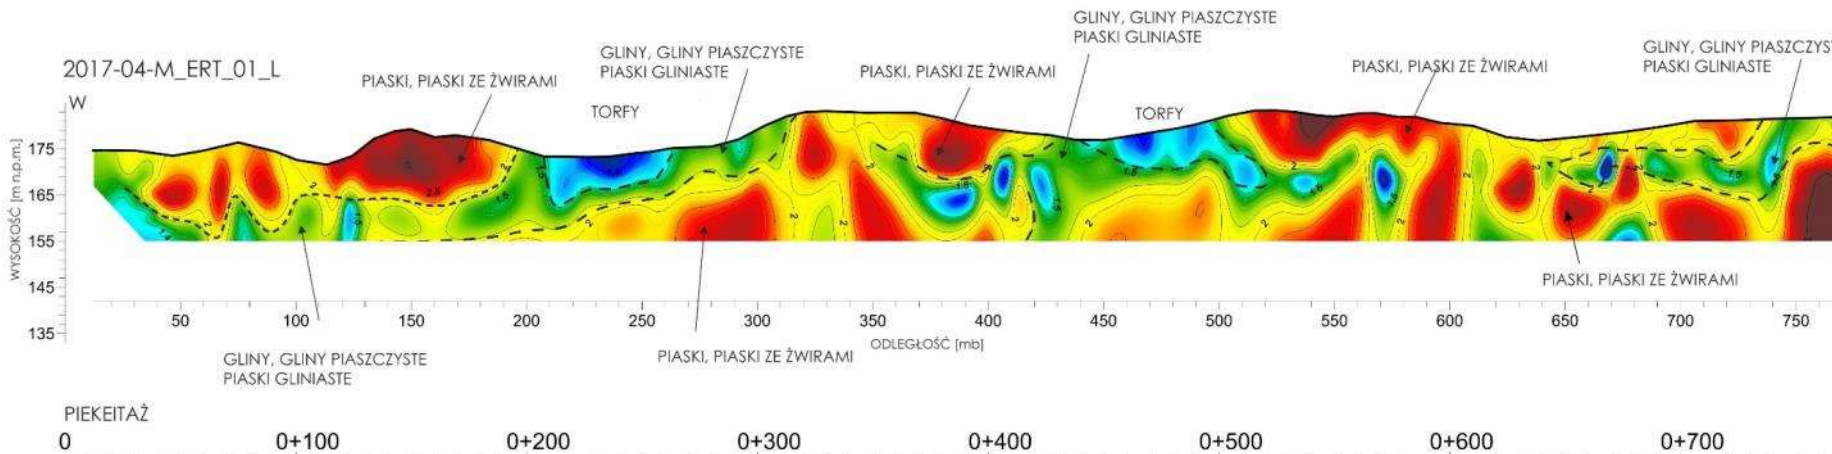 GLINY, GLINY PIASZCZYSTE
PIASKI GLINIASTE
GLINY, GLINY PIASZCZYSTE
PIASKI GLINIASTE
GLINY, GLINY PIASZCZYST
PIASKI GLINIASTE
2017-04-M_ERT_01_L
PIASKI, PIASKI ZE ŻWIRAMI
PIASKI, PIASKI ZE ŻWIRAMI
PIASKI, PIASKI ZE ŻWIRAMI
W
TORFY
TORFY
WYSOKOŚĆ [m n.p.m.]
175
165
155
145
135
PIASKI, PIASKI ZE ŻWIRAMI
50 100 150 200 250 300 350 400 450 500 550 600 650 700 750
ODLEGŁOŚĆ [mb]
GLINY, GLINY PIASZCZYSTE
PIASKI GLINIASTE
PIASKI, PIASKI ZE ŻWIRAMI
PIEKEITAŻ
0 0+100 0+200 0+300 0+400 0+500 0+600 0+700